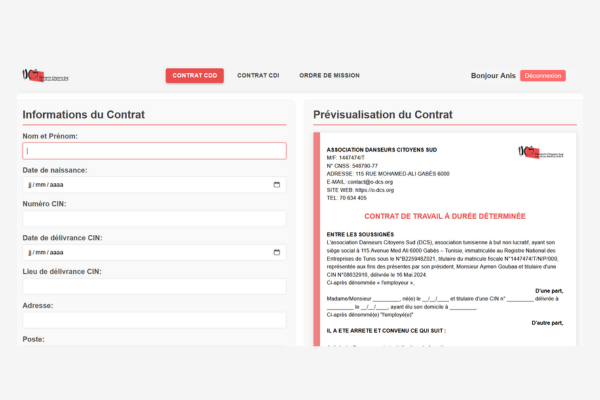 Danseurs Citoyens Sud
CONTRAT CDD
CONTRAT CDI
ORDRE DE MISSION
Bonjour Anis
Déconnexion
Informations du Contrat
Nom et Prénom:
Date de naissance:
jj/mm/aaaa
Numéro CIN:
Date de délivrance CIN:
jj/mm/aaaa
Lieu de délivrance CIN:
Adresse:
Poste:
Prévisualisation du Contrat
ASSOCIATION DANSEURS CITOYENS SUD
M/F: 1447474/T
N° CNSS: 548790-77
ADRESSE: 115 RUE MOHAMED-ALI GABÈS 6000
E-MAIL: contact@o-dcs.org
SITE WEB: https://o-dcs.org
TEL: 70 634 405
CONTRAT DE TRAVAIL À DURÉE DÉTERMINÉE
ENTRE LES SOUSSIGNÉS
L'association Danseurs Citoyens Sud (DCS), association tunisienne à but non lucratif, ayant son
siège social à 115 Avenue Med Ali 6000 Gabès – Tunisie, immatriculée au Registre National des
Entreprises de Tunis sous le N°B225948Z021, titulaire du matricule fiscale N°1447474/T/N/P/000,
représentée aux fins des présentes par son président, Monsieur Aymen Goubaa et titulaire d'une
CIN N°08632916, délivrée le 16 Mai 2024.
Ci-après dénommée « l'employeur »,
D'une part,
Madame/Monsieur _________, né(e) le __/__/____ et titulaire d'une CIN n° _________ délivrée à
_________ le __/__/____ ayant élu son domicile à _________.
Ci-après dénommé(e) "l'employé(e)"
D'autre part,
IL A ETE ARRETE ET CONVENU CE QUI SUIT :